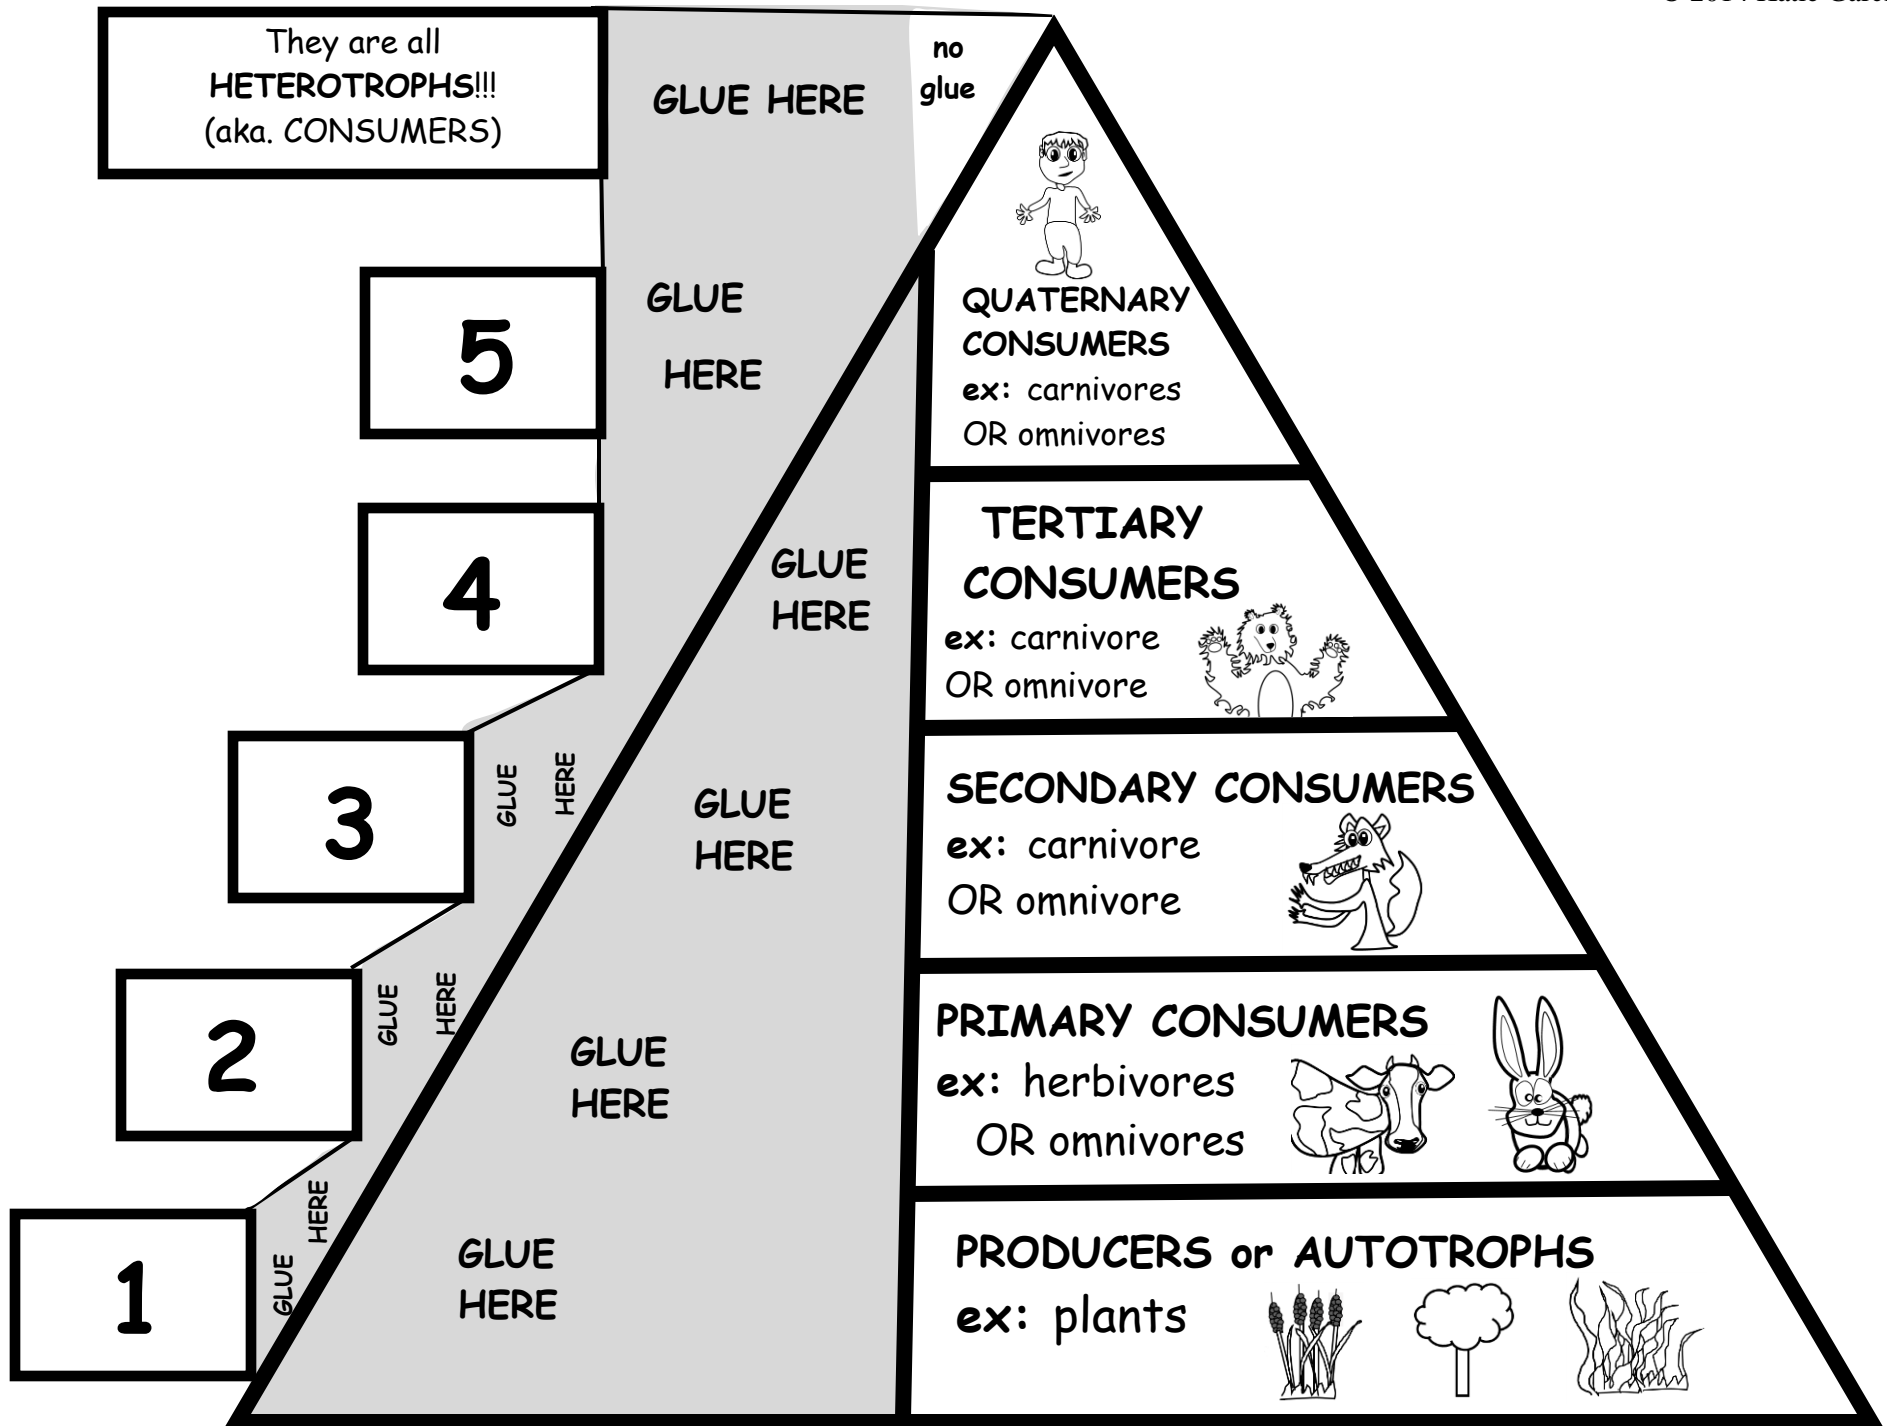 They are all
HETEROTROPHS!!!
(aka. CONSUMERS)
GLUE HERE
no
glue
5
GLUE
HERE
QUATERNARY
CONSUMERS
ex: carnivores
OR omnivores
4
GLUE
HERE
TERTIARY
CONSUMERS
ex: carnivore
OR omnivore
3
GLUE
HERE
GLUE
HERE
SECONDARY CONSUMERS
ex: carnivore
OR omnivore
2
GLUE
HERE
GLUE
HERE
PRIMARY CONSUMERS
ex: herbivores
OR omnivores
1
GLUE
HERE
GLUE
HERE
PRODUCERS or AUTOTROPHS
ex: plants